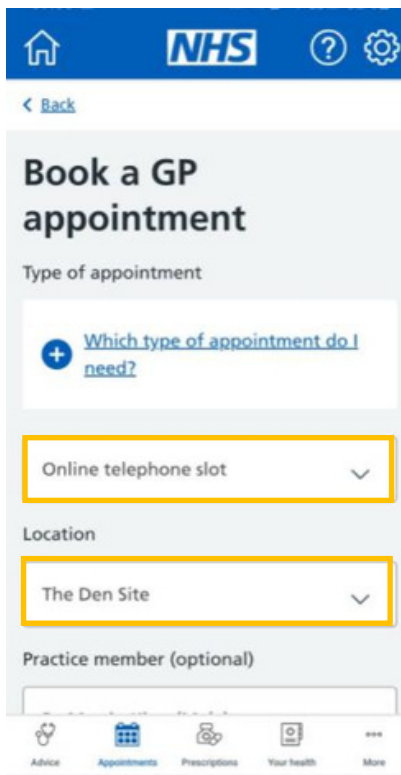 NHS
Back
Book a GP
appointment
Type of appointment
Which type of appointment do I
need?
Online telephone slot
Location
The Den Site
Practice member (optional)
Advice Appointments Prescriptions Your health More